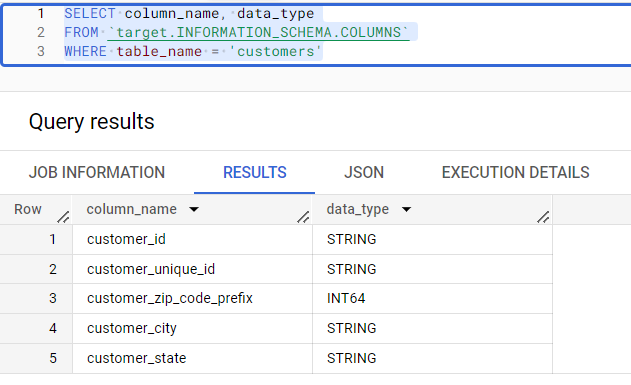 1 SELECT column_name, data_type
2 FROM `target.INFORMATION_SCHEMA.COLUMNS`
3 WHERE table_name = 'customers'
Query results
JOB INFORMATION RESULTS JSON EXECUTION DETAILS
Row column_name data_type
1 customer_id STRING
2 customer_unique_id STRING
3 customer_zip_code_prefix INT64
4 customer_city STRING
5 customer_state STRING